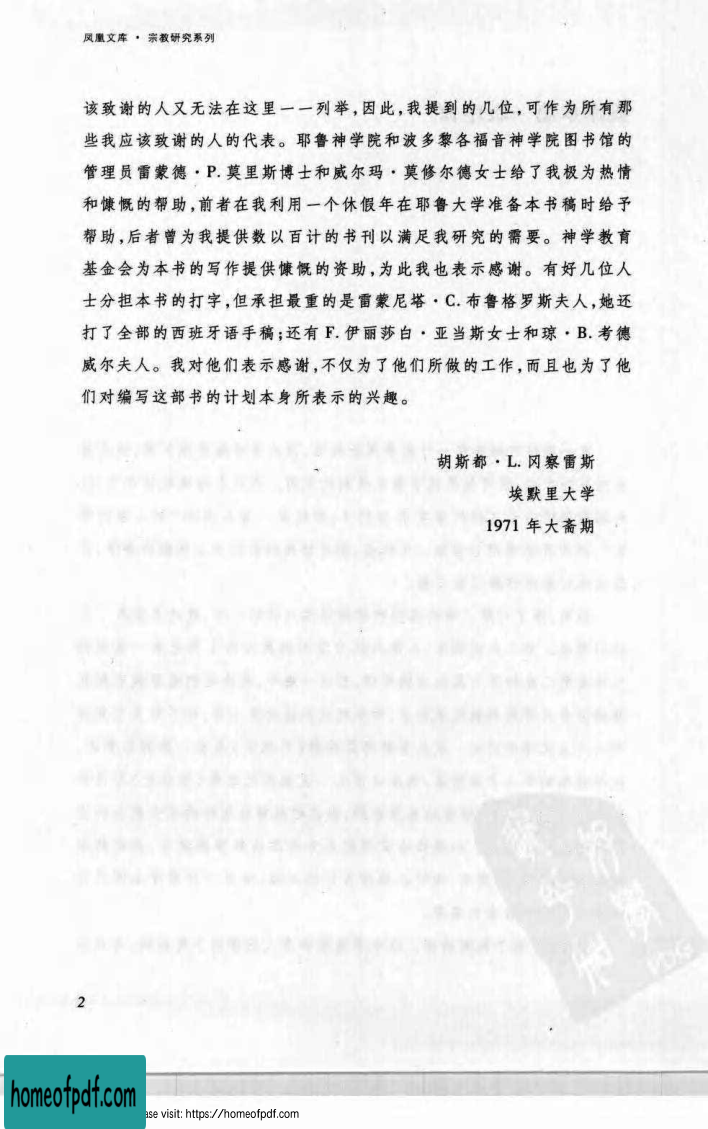 凤凰文库·宗教研究系列
该致谢的人又无法在这里一一列举,因此,我提到的几位,可作为所有那
些我应该致谢的人的代表。耶鲁神学院和波多黎各福音神学院图书馆的
管理员雷蒙德·P.莫里斯博士和威尔玛·莫修尔德女士给了我极为热情
和慷慨的帮助,前者在我利用一个休假年在耶鲁大学准备本书稿时给予
帮助,后者曾为我提供数以百计的书刊以满足我研究的需要。神学教育
基金会为本书的写作提供慷慨的资助,为此我也表示感谢。有好几位人
士分担本书的打字,但承担最重的是雷蒙尼塔·C.布鲁格罗斯夫人,她还
打了全部的西班牙语手稿;还有F.伊丽莎白·亚当斯女士和琼·B.考德
威尔夫人。我对他们表示感谢,不仅为了他们所做的工作,而且也为了他
们对编写这部书的计划本身所表示的兴趣。
胡斯都·L.冈察雷斯
埃默里大学
1971年大斋期
2
homeofpdf.com
ase visit: https://homeofpdf.com